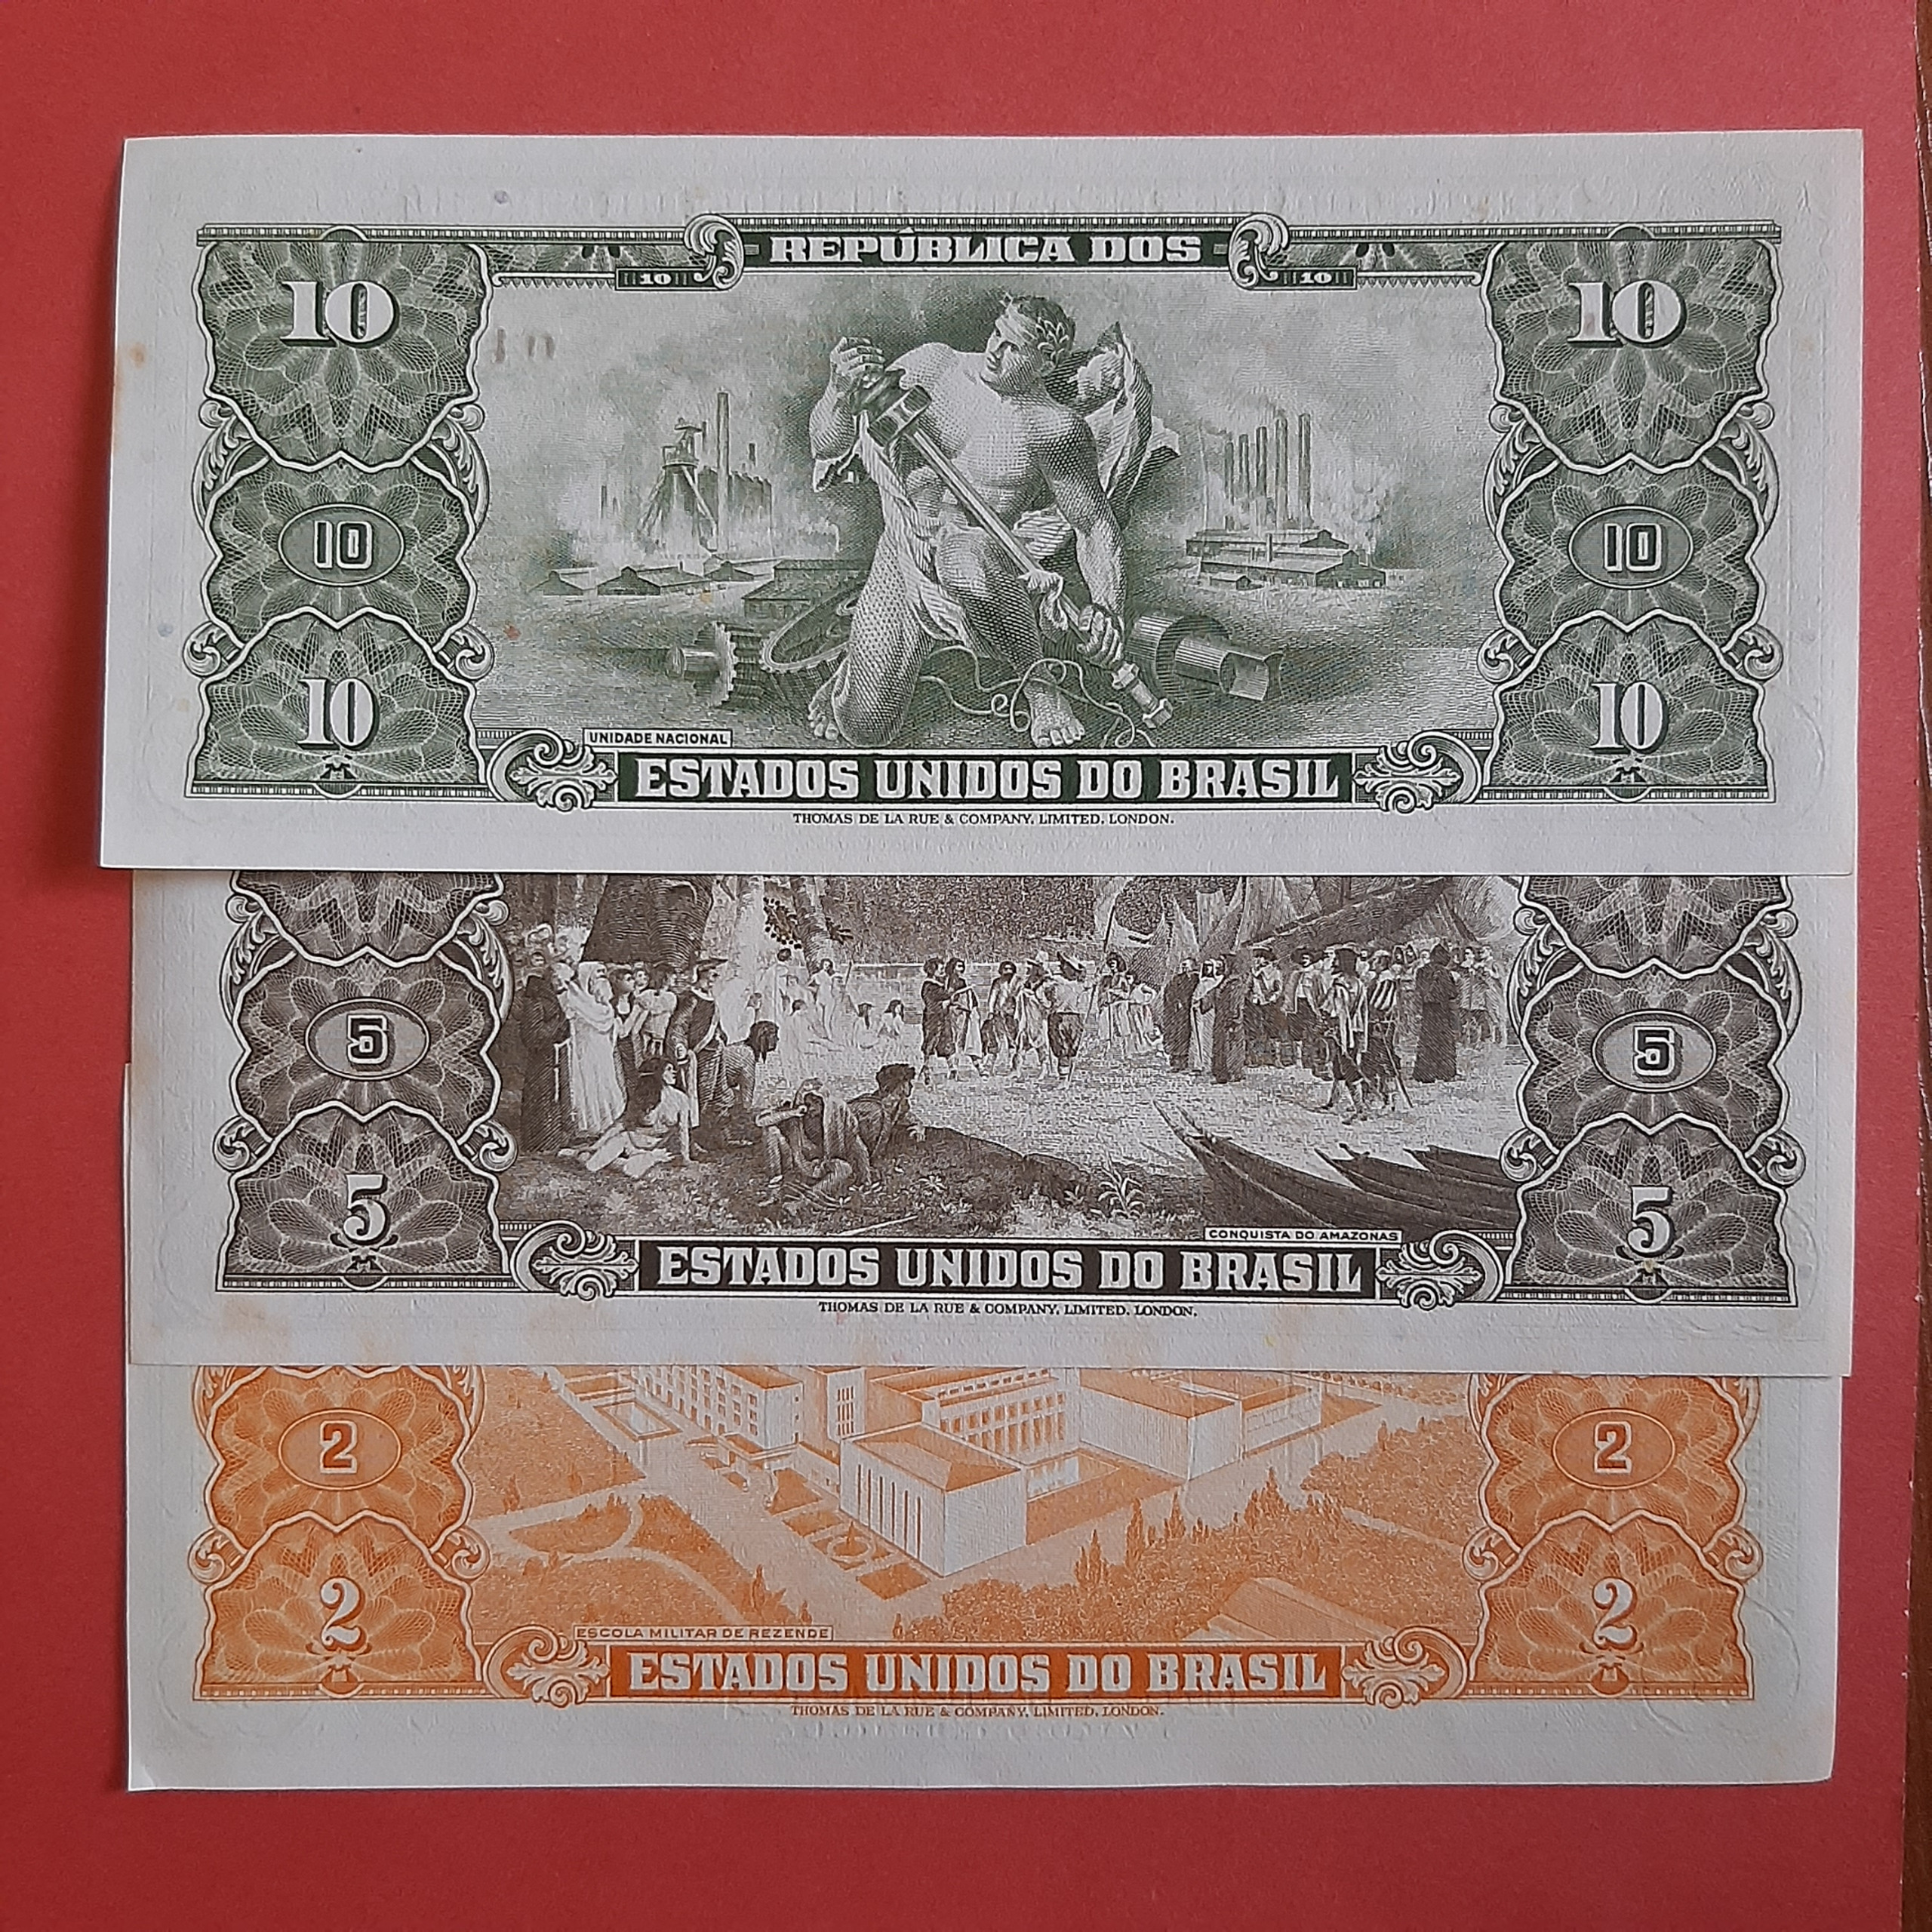 REPÚBLICA DOS
10 10
10 10
10 10
10 10
UNIDADE NACIONAL
ESTADOS UNIDOS DO BRASIL
THOMAS DE LA RUE & COMPANY, LIMITED, LONDON.
5 5
5 5
CONQUISTA DO AMAZONAS
ESTADOS UNIDOS DO BRASIL
THOMAS DE LA RUE & COMPANY, LIMITED, LONDON.
2 2
2 2
ESCOLA MILITAR DE REZENDE
ESTADOS UNIDOS DO BRASIL
THOMAS DE LA RUE & COMPANY, LIMITED, LONDON.